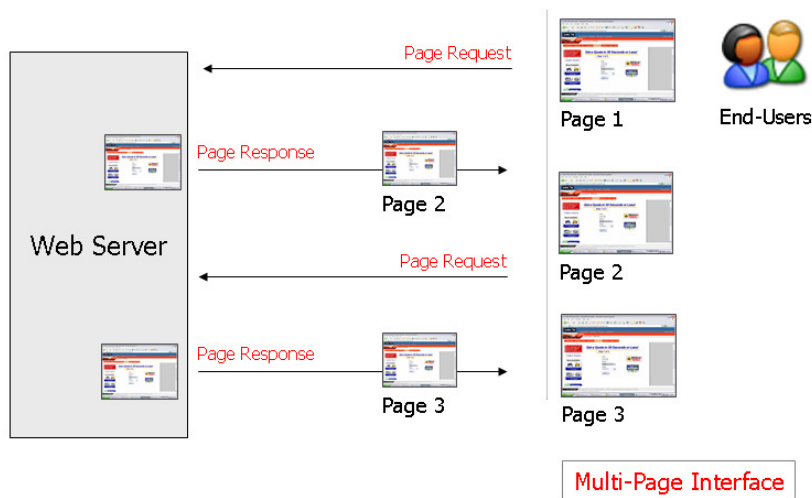 Page Request
Page 1
End-Users
Page Response
Page 2
Page 2
Web Server
Page Request
Page Response
Page 3
Page 3
Multi-Page Interface